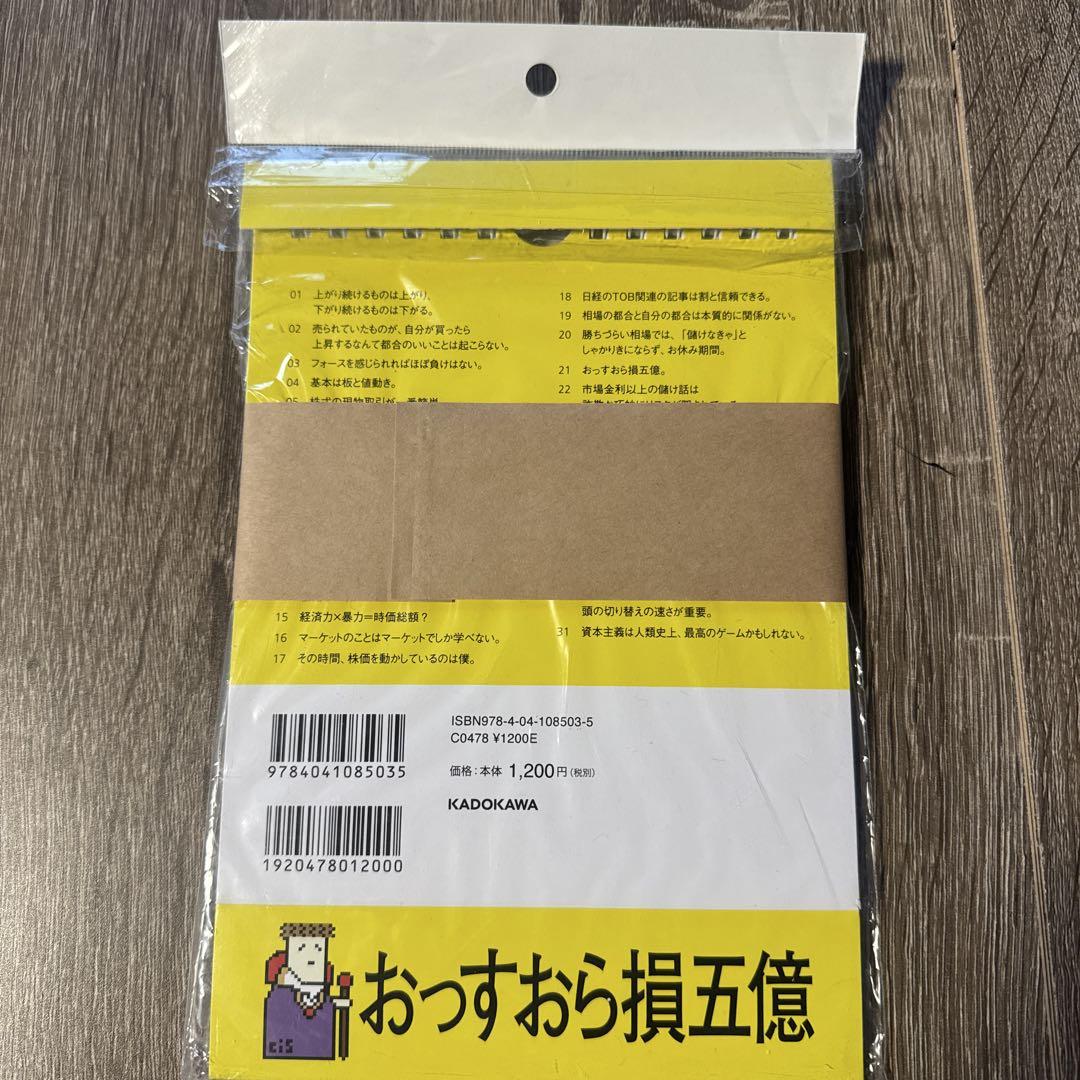 01 上がり続けるものは上がり、
下がり続けるものは下がる。
02 売られていたものが、自分が買ったら
上昇するなんて都合のいいことは起こらない。
03 フォースを感じられればほぼ負けはない。
04 基本は板と値動き。
15 経済力×暴力＝時価総額？
16 マーケットのことはマーケットでしか学べない。
17 その時間、株価を動かしているのは僕。
18 日経のTOB関連の記事は割と信頼できる。
19 相場の都合と自分の都合は本質的に関係がない。
20 勝ちづらい相場では、「儲けなきゃ」と
しゃかりきにならず、お休み期間。
21 おっすおら損五億。
22 市場金利以上の儲け話は
頭の切り替えの速さが重要。
31 資本主義は人類史上、最高のゲームかもしれない。
ISBN978-4-04-108503-5
C0478 ¥1200E
価格：本体 1,200円（税別）
KADOKAWA
9784041085035
1920478012000
cis
おっすおら損五億